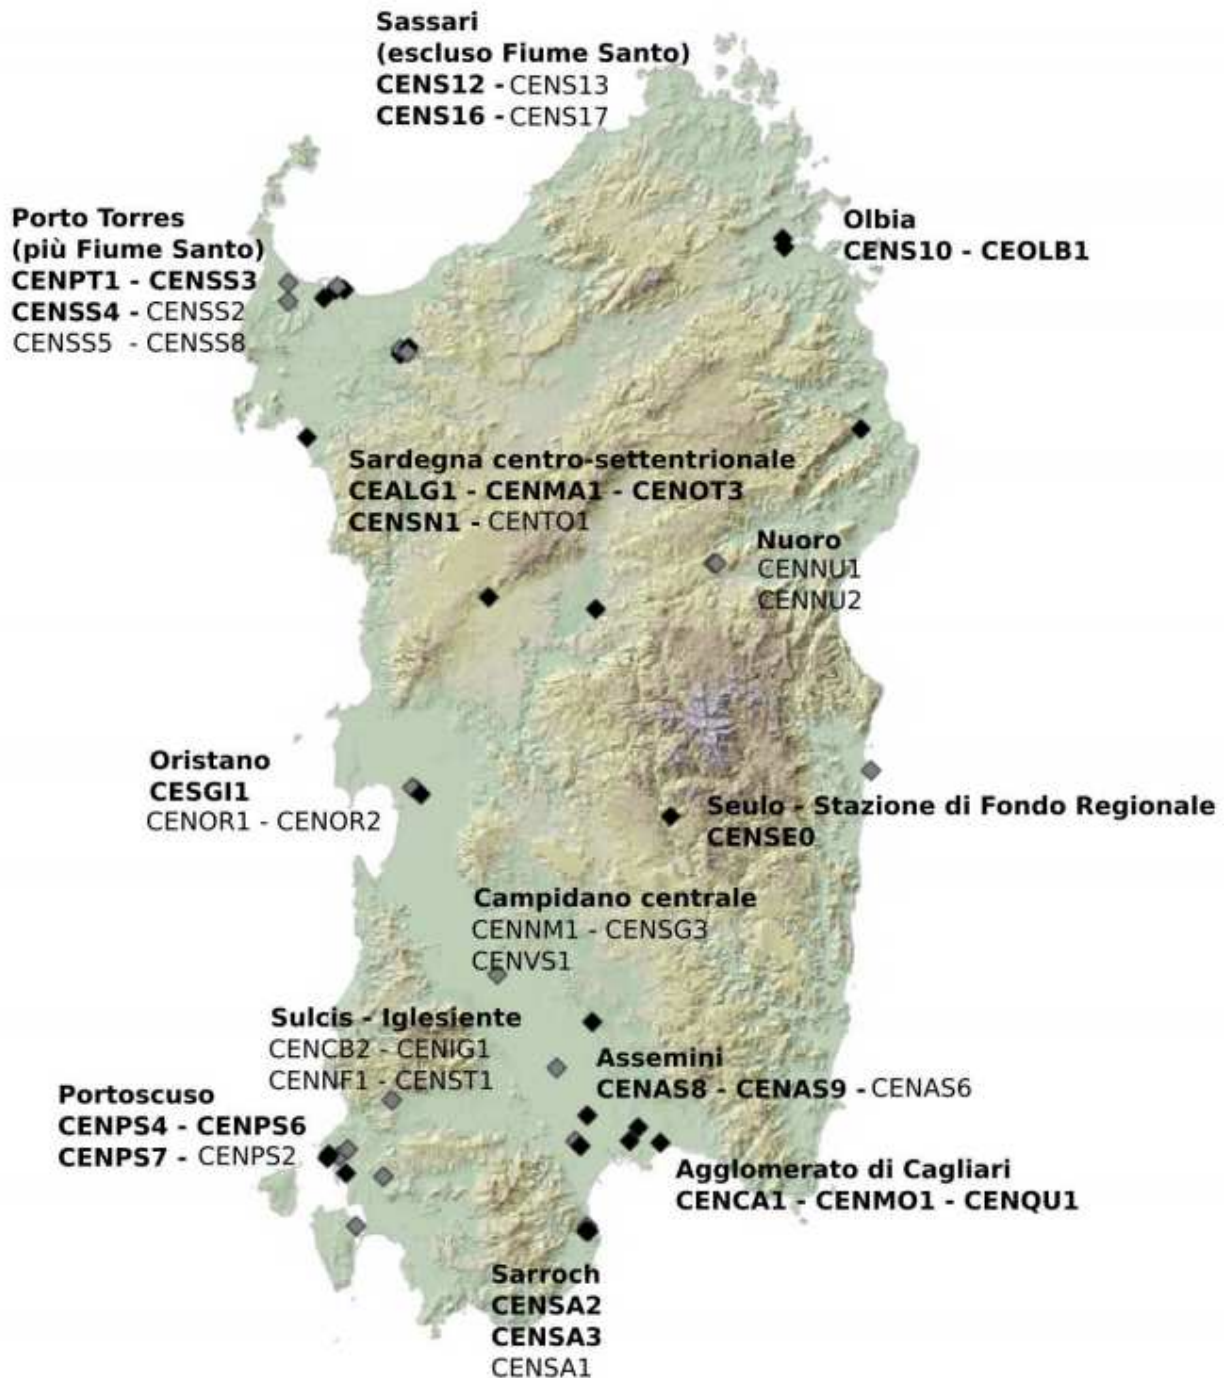 Sassari
(escluso Fiume Santo)
CENS12 - CENS13
CENS16 - CENS17
Porto Torres
(più Fiume Santo)
CENPT1 - CENSS3
CENSS4 - CENSS2
CENSS5 - CENSS8
Olbia
CENS10 - CEOLB1
Sardegna centro-settentrionale
CEALG1 - CENMA1 - CENOT3
CENSN1 - CENTO1
Nuoro
CENNU1
CENNU2
Oristano
CESGI1
CENOR1 - CENOR2
Seulo - Stazione di Fondo Regionale
CENSE0
Campidano centrale
CENNM1 - CENSG3
CENVS1
Sulcis - Iglesiente
CENCB2 - CENIG1
CENNF1 - CENST1
Assemini
CENAS8 - CENAS9 - CENAS6
Portoscuso
CENPS4 - CENPS6
CENPS7 - CENPS2
Agglomerato di Cagliari
CENCA1 - CENMO1 - CENQU1
Sarroch
CENSA2
CENSA3
CENSA1